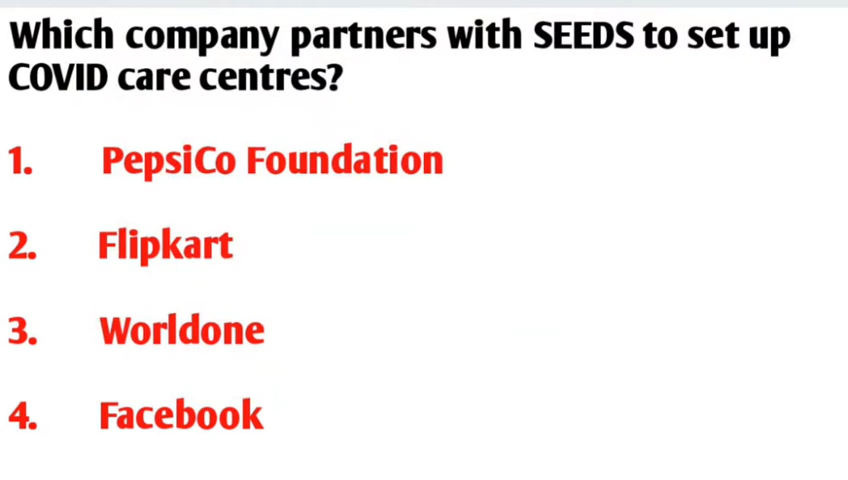 Which company partners with SEEDS to set up
COVID care centres?
1. PepsiCo Foundation
2. Flipkart
3. Worldone
4. Facebook